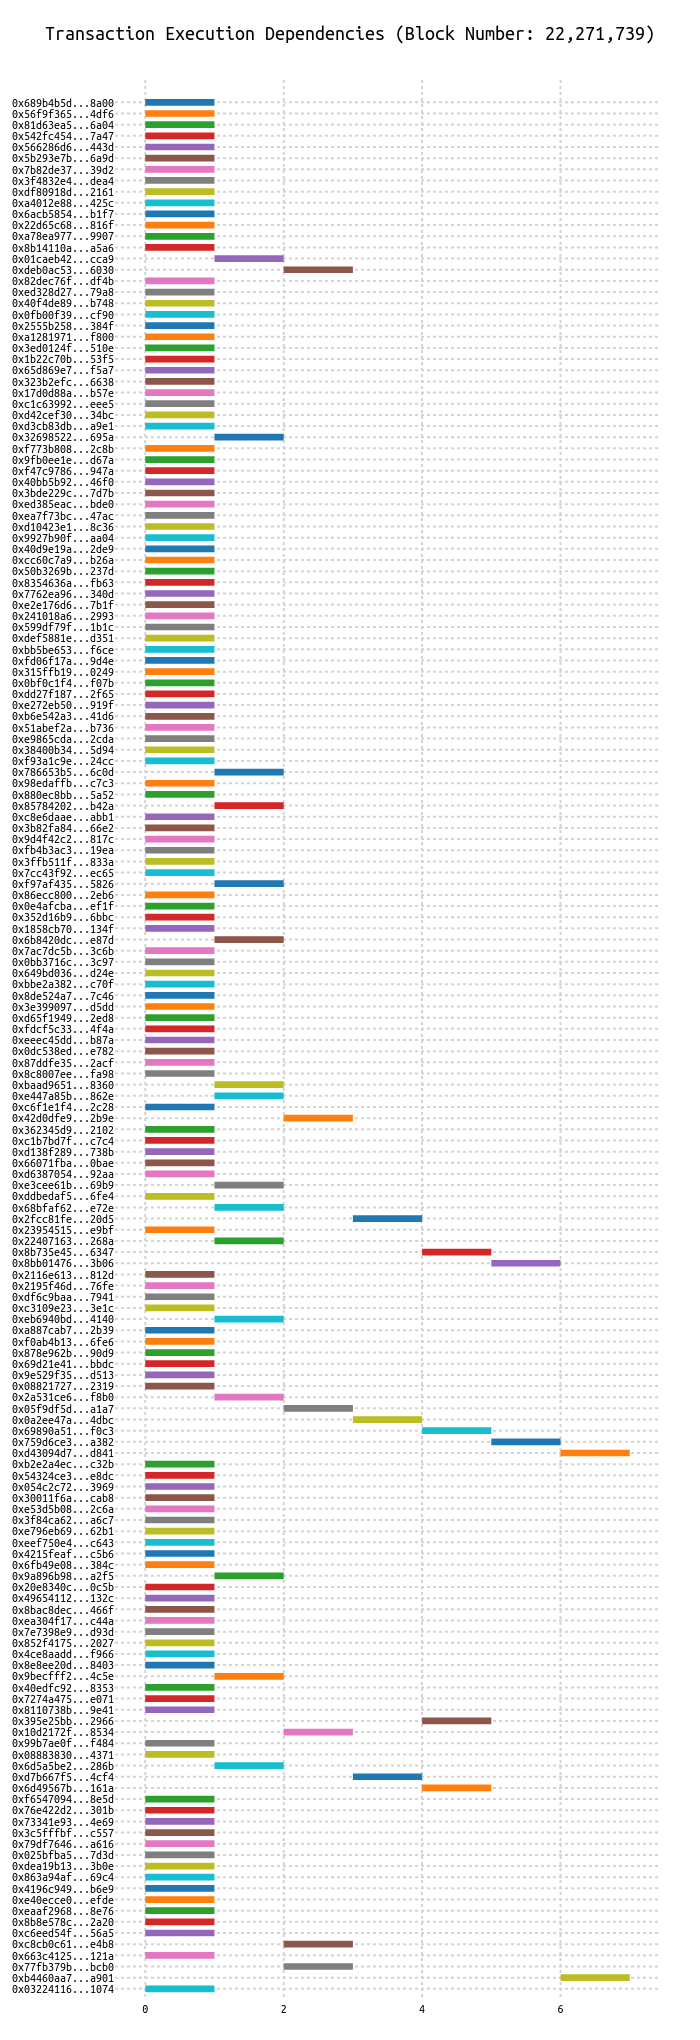 Transaction Execution Dependencies (Block Number: 22,271,739)
0x689b4b5d...8a00
0x56f9f365...4df6
0x81d63ea5...6a04
0x542fc454...7a47
0x566286d6...443d
0x5b293e7b...6a9d
0x7b82de37...39d2
0x3f4832e4...dea4
0xdf80918d...2161
0xa4012e88...425c
0x6acb5854...b1f7
0x22d65c68...816f
0xa78ea977...9907
0x8b14110a...a5a6
0x01caeb42...cca9
0xdeb0ac53...6030
0x82dec76f...df4b
0xed328d27...79a8
0x40f4de89...b748
0x0fb00f39...cf90
0x2555b258...384f
0xa1281971...f800
0x3ed0124f...510e
0x1b22c70b...53f5
0x65d869e7...f5a7
0x323b2efc...6638
0x17d0d88a...b57e
0xc1c63992...eee5
0xd42cef30...34bc
0xd3cb83db...a9e1
0x32698522...695a
0xf773b808...2c8b
0x9fb0ee1e...d67a
0xf47c9786...947a
0x40bb5b92...46f0
0x3bde229c...7d7b
0xed385eac...bde0
0xea7f73bc...47ac
0xd10423e1...8c36
0x9927b90f...aa04
0x40d9e19a...2de9
0xcc60c7a9...b26a
0x50b3269b...237d
0x8354636a...fb63
0x7762ea96...340d
0xe2e176d6...7b1f
0x241018a6...2993
0x599df79f...1b1c
0xdef5881e...d351
0xbb5be653...f6ce
0xfd06f17a...9d4e
0x315ffb19...0249
0x0bf0c1f4...f07b
0xdd27f187...2f65
0xe272eb50...919f
0xb6e542a3...41d6
0x51abef2a...b736
0xe9865cda...2cda
0x38400b34...5d94
0xf93a1c9e...24cc
0x786653b5...6c0d
0x98edaffb...c7c3
0x880ec8bb...5a52
0x85784202...b42a
0xc8e6daae...abb1
0x3b82fa84...66e2
0x9d4f42c2...817c
0xfb4b3ac3...19ea
0x3ffb511f...833a
0x7cc43f92...ec65
0xf97af435...5826
0x86ecc800...2eb6
0x0e4afcba...ef1f
0x352d16b9...6bbc
0x1858cb70...134f
0x6b8420dc...e87d
0x7ac7dc5b...3c6b
0x0bb3716c...3c97
0x649bd036...d24e
0xbbe2a382...c70f
0x8de524a7...7c46
0x3e399097...d5dd
0xd65f1949...2ed8
0xfdcf5c33...4f4a
0xeeec45dd...b87a
0x0dc538ed...e782
0x87ddfe35...2acf
0x8c8007ee...fa98
0xbaad9651...8360
0xe447a85b...862e
0xc6f1e1f4...2c28
0x42d0dfe9...2b9e
0x362345d9...2102
0xc1b7bd7f...c7c4
0xd138f289...738b
0x66071fba...0bae
0xd6387054...92aa
0xe3cee61b...69b9
0xddbedaf5...6fe4
0x68bfaf62...e72e
0x2fcc81fe...20d5
0x23954515...e9bf
0x22407163...268a
0x8b735e45...6347
0x8bb01476...3b06
0x2116e613...812d
0x2195f46d...76fe
0xdf6c9baa...7941
0xc3109e23...3e1c
0xeb6940bd...4140
0xa887cab7...2b39
0xf0ab4b13...6fe6
0x878e962b...90d9
0x69d21e41...bbdc
0x9e529f35...d513
0x08821727...2319
0x2a531ce6...f8b0
0x05f9df5d...a1a7
0x0a2ee47a...4dbc
0x69890a51...f0c3
0x759d6ce3...a382
0xd43094d7...d841
0xb2e2a4ec...c32b
0x54324ce3...e8dc
0x054c2c72...3969
0x30011f6a...cab8
0xe53d5b08...2c6a
0x3f84ca62...a6c7
0xe796eb69...62b1
0xeef750e4...c643
0x4215feaf...c5b6
0x6fb49e08...384c
0x9a896b98...a2f5
0x20e8340c...0c5b
0x49654112...132c
0x8bac8dec...466f
0xea304f17...c44a
0x7e7398e9...d93d
0x852f4175...2027
0x4ce8aadd...f966
0x8e8ee20d...8403
0x9becfff2...4c5e
0x40edfc92...8353
0x7274a475...e071
0x8110738b...9e41
0x395e25bb...2966
0x10d2172f...8534
0x99b7ae0f...f484
0x08883830...4371
0x6d5a5be2...286b
0xd7b667f5...4cf4
0x6d49567b...161a
0xf6547094...8e5d
0x76e422d2...301b
0x73341e93...4e69
0x3c5fffbf...c557
0x79df7646...a616
0x025bfba5...7d3d
0xdea19b13...3b0e
0x863a94af...69c4
0x4196c949...b6e9
0xe40ecce0...efde
0xeaaf2968...8e76
0x8b8e578c...2a20
0xc6eed54f...56a5
0xc8cb0c61...e4b8
0x663c4125...121a
0x77fb379b...bcb0
0xb4460aa7...a901
0x03224116...1074
0 2 4 6